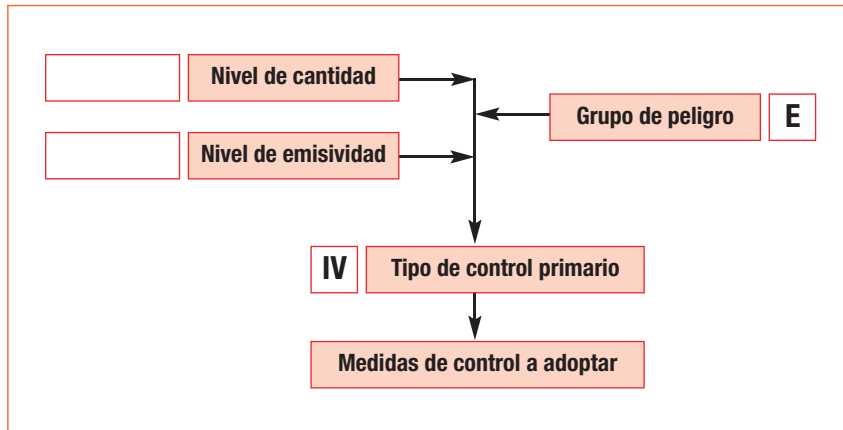 Nivel de cantidad
Grupo de peligro E
Nivel de emisividad
IV Tipo de control primario
Medidas de control a adoptar